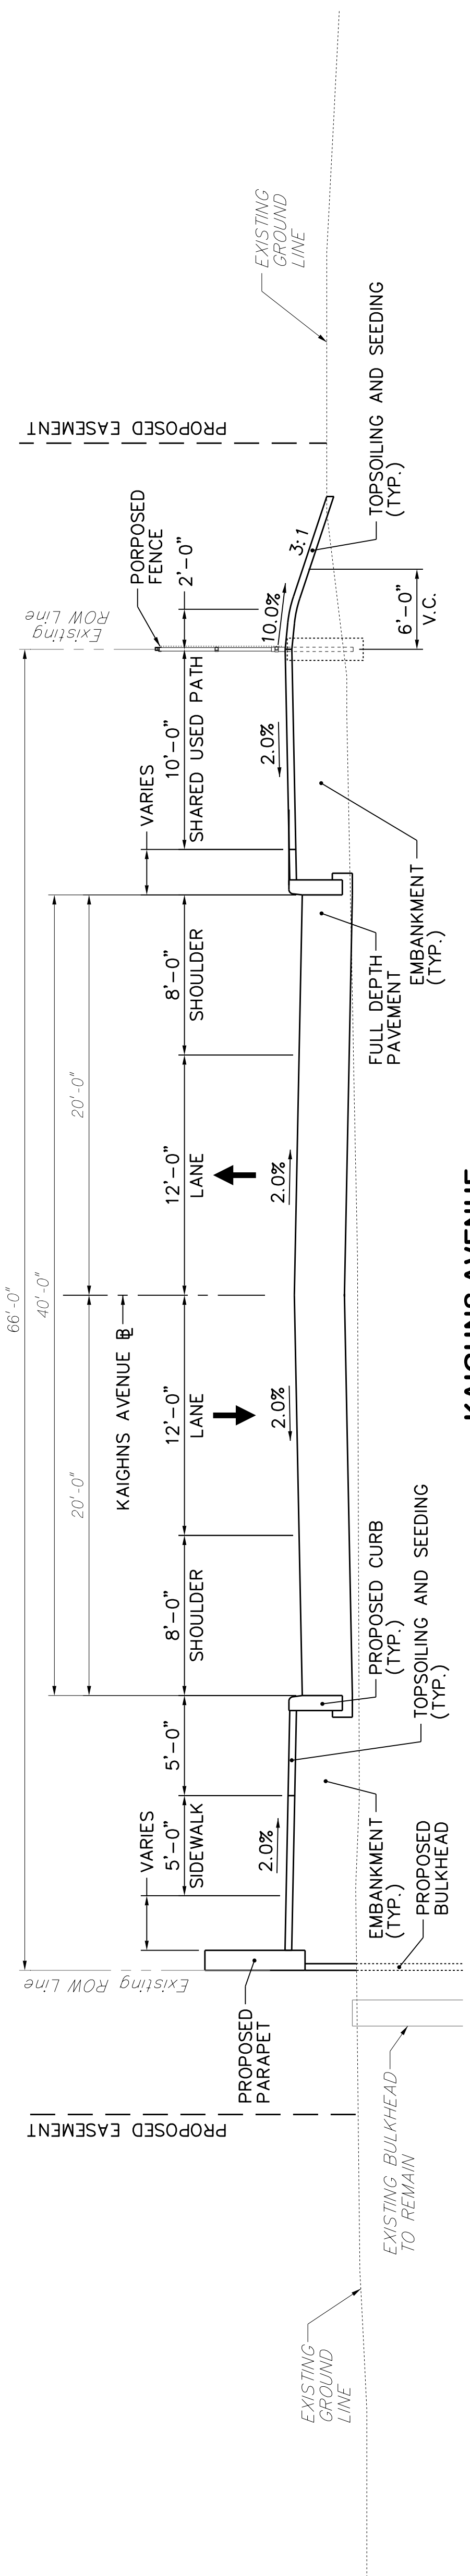 66'-0"
40'-0"
20'-0"
20'-0"
Existing
ROW Line
Existing ROW Line
PROPOSED EASEMENT
PROPOSED EASEMENT
KAIGHNS AVENUE BL
VARIES
5'-0"
SIDEWALK
5'-0"
8'-0"
SHOULDER
12'-0"
LANE
12'-0"
LANE
8'-0"
SHOULDER
VARIES
10'-0"
SHARED USED PATH
2'-0"
PORPOSED
FENCE
2.0%
2.0%
2.0%
2.0%
10.0%
3:1
6'-0"
V.C.
EXISTING
GROUND
LINE
PROPOSED
PARAPET
EXISTING BULKHEAD
TO REMAIN
PROPOSED
BULKHEAD
EMBANKMENT
(TYP.)
PROPOSED CURB
(TYP.)
TOPSOILING AND SEEDING
(TYP.)
FULL DEPTH
PAVEMENT
EMBANKMENT
(TYP.)
TOPSOILING AND SEEDING
(TYP.)
EXISTING
GROUND
LINE
KAIGHNS AVENUE